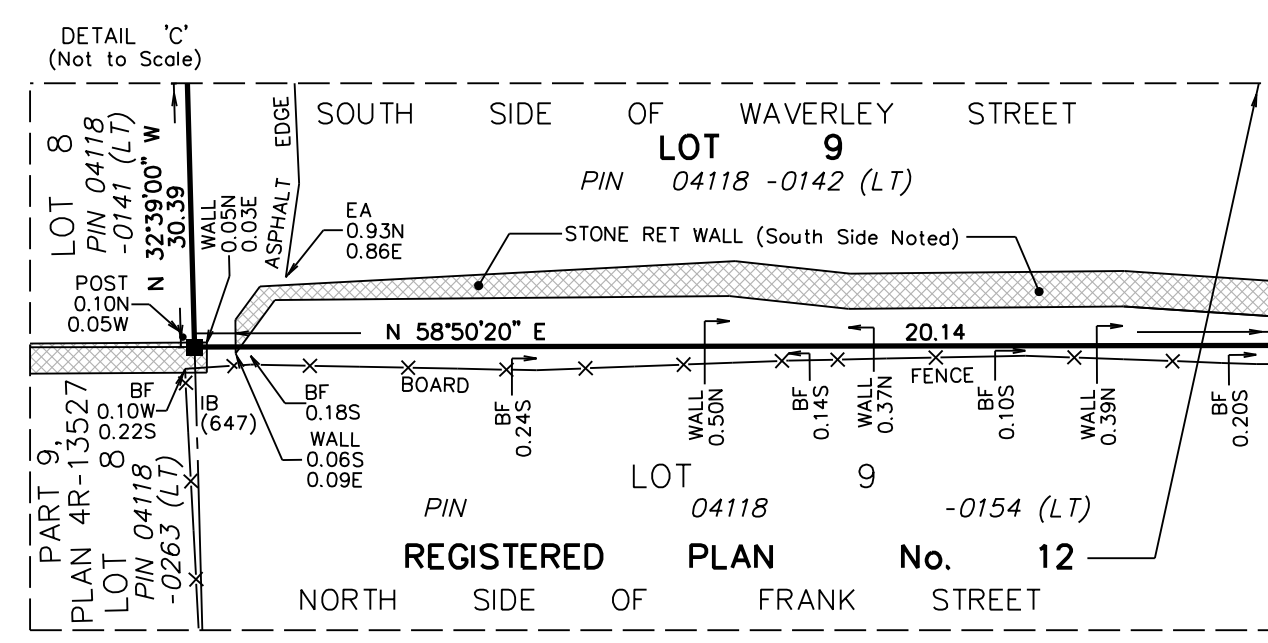 DETAIL 'C'
(Not to Scale)
SOUTH SIDE OF WAVERLEY STREET
LOT 9
PIN 04118 -0142 (LT)
LOT 8
PIN 04118
-0141 (LT)
N 32°39'00" W
30.39
WALL
0.05N
0.03E
ASPHALT EDGE
EA
0.93N
0.86E
STONE RET WALL (South Side Noted)
POST
0.10N
0.05W
N 58°50'20" E 20.14
BOARD FENCE
BF
0.10W
0.22S
IB
(647)
BF
0.18S
WALL
0.06S
0.09E
BF
0.24S
WALL
0.50N
BF
0.14S
WALL
0.37N
BF
0.10S
WALL
0.39N
BF
0.20S
PART 9,
PLAN 4R-13527
LOT 8
PIN 04118
-0263 (LT)
LOT 9
PIN 04118 -0154 (LT)
REGISTERED PLAN No. 12
NORTH SIDE OF FRANK STREET